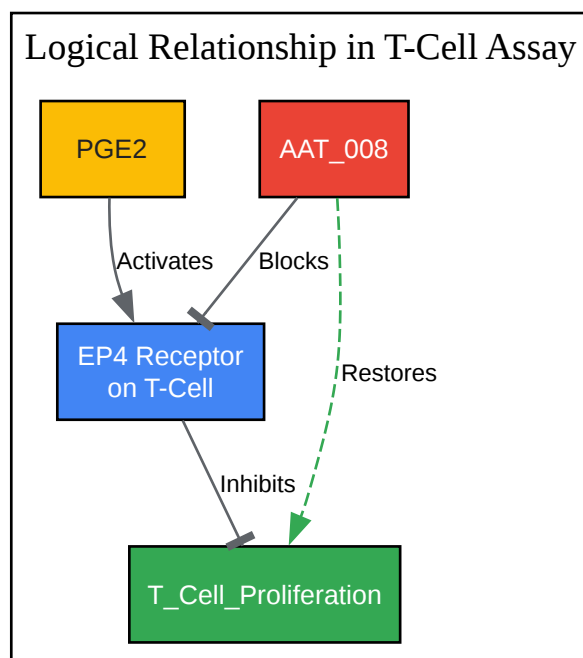 Logical Relationship in T-Cell Assay
PGE2
AAT_008
Activates
Blocks
EP4 Receptor
on T-Cell
Restores
Inhibits
T_Cell_Proliferation